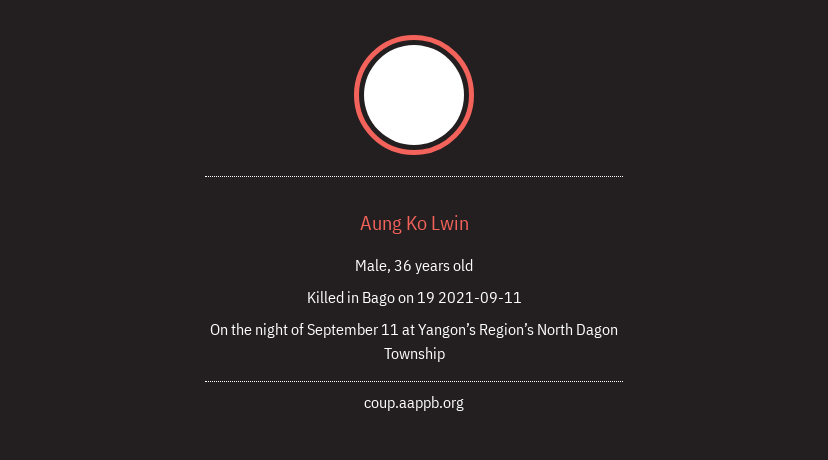 Aung Ko Lwin
Male, 36 years old
Killed in Bago on 19 2021-09-11
On the night of September 11 at Yangon’s Region’s North Dagon
Township
coup.aappb.org